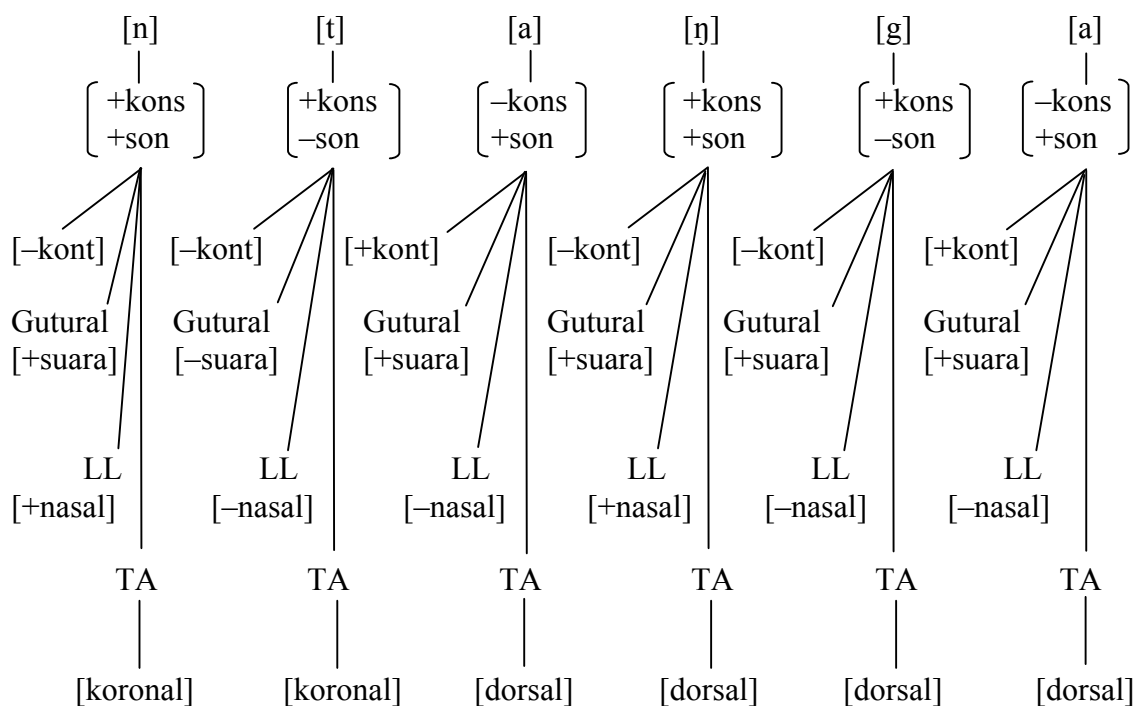 [n] [t] [a] [ŋ] [g] [a]
+kons +kons –kons +kons +kons –kons
+son –son +son +son –son +son
[–kont] [–kont] [+kont] [–kont] [–kont] [+kont]
Gutural Gutural Gutural Gutural Gutural Gutural
[+suara] [–suara] [+suara] [+suara] [+suara] [+suara]
LL LL LL LL LL LL
[+nasal] [–nasal] [–nasal] [+nasal] [–nasal] [–nasal]
TA TA TA TA TA TA
[koronal] [koronal] [dorsal] [dorsal] [dorsal] [dorsal]